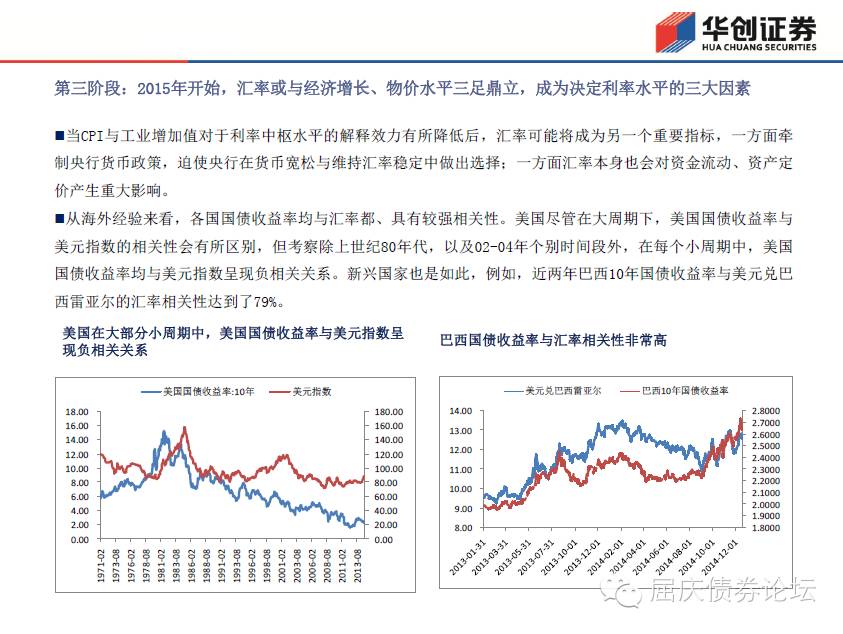 华创证券
HUA CHUANG SECURITIES
第三阶段：2015年开始，汇率或与经济增长、物价水平三足鼎立，成为决定利率水平的三大因素
■当CPI与工业增加值对于利率中枢水平的解释效力有所降低后，汇率可能将成为另一个重要指标，一方面牵
制央行货币政策，迫使央行在货币宽松与维持汇率稳定中做出选择；一方面汇率本身也会对资金流动、资产定
价产生重大影响。
■从海外经验来看，各国国债收益率均与汇率都、具有较强相关性。美国尽管在大周期下，美国国债收益率与
美元指数的相关性会有所区别，但考察除上世纪80年代，以及02-04年个别时间段外，在每个小周期中，美国
国债收益率均与美元指数呈现负相关关系。新兴国家也是如此，例如，近两年巴西10年国债收益率与美元兑巴
西雷亚尔的汇率相关性达到了79%。
美国在大部分小周期中，美国国债收益率与美元指数呈
现负相关关系
美国国债收益率:10年 美元指数
18.00 180.00
16.00 160.00
14.00 140.00
12.00 120.00
10.00 100.00
8.00 80.00
6.00 60.00
4.00 40.00
2.00 20.00
0.00 0.00
1971-02 1973-08 1976-02 1978-08 1981-02 1983-08 1986-02 1988-08 1991-02 1993-08 1996-02 1998-08 2001-02 2003-08 2006-02 2008-08 2011-02 2013-08
巴西国债收益率与汇率相关性非常高
美元兑巴西雷亚尔 巴西10年国债收益率
14.00 2.8000
2.7000
13.00 2.6000
12.00 2.5000
2.4000
11.00 2.3000
10.00 2.2000
2.1000
9.00 2.0000
1.9000
8.00 1.8000
2013-01-31 2013-03-31 2013-05-31 2013-07-31 2013-10-01 2013-12-01 2014-02-01 2014-04-01 2014-06-01 2014-08-01 2014-10-01 2014-12-01
屈庆债券论坛